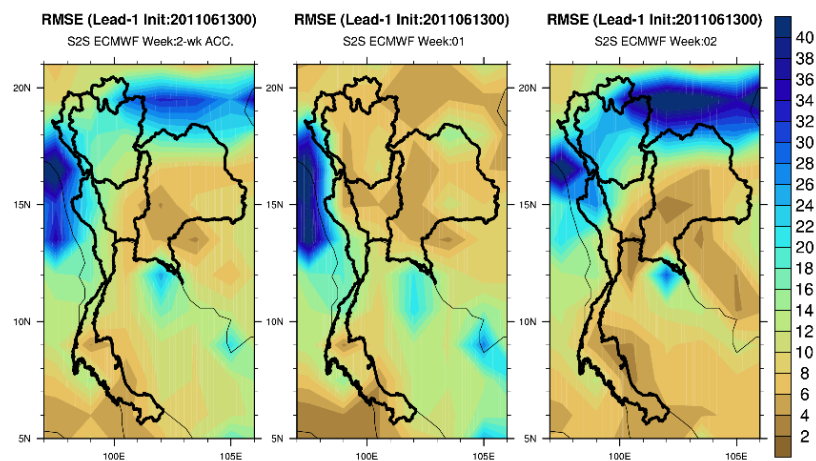 RMSE (Lead-1 Init:2011061300)
S2S ECMWF Week:2-wk ACC.
20N
15N
10N
5N
100E
105E
RMSE (Lead-1 Init:2011061300)
S2S ECMWF Week:01
20N
15N
10N
5N
100E
105E
RMSE (Lead-1 Init:2011061300)
S2S ECMWF Week:02
20N
15N
10N
5N
100E
105E
40
38
36
34
32
30
28
26
24
22
20
18
16
14
12
10
8
6
4
2